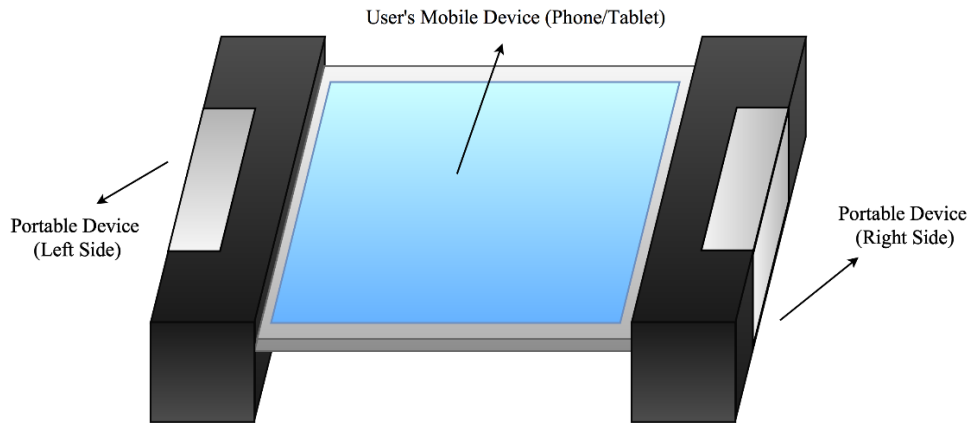 User's Mobile Device (Phone/Tablet)
Portable Device
(Left Side)
Portable Device
(Right Side)